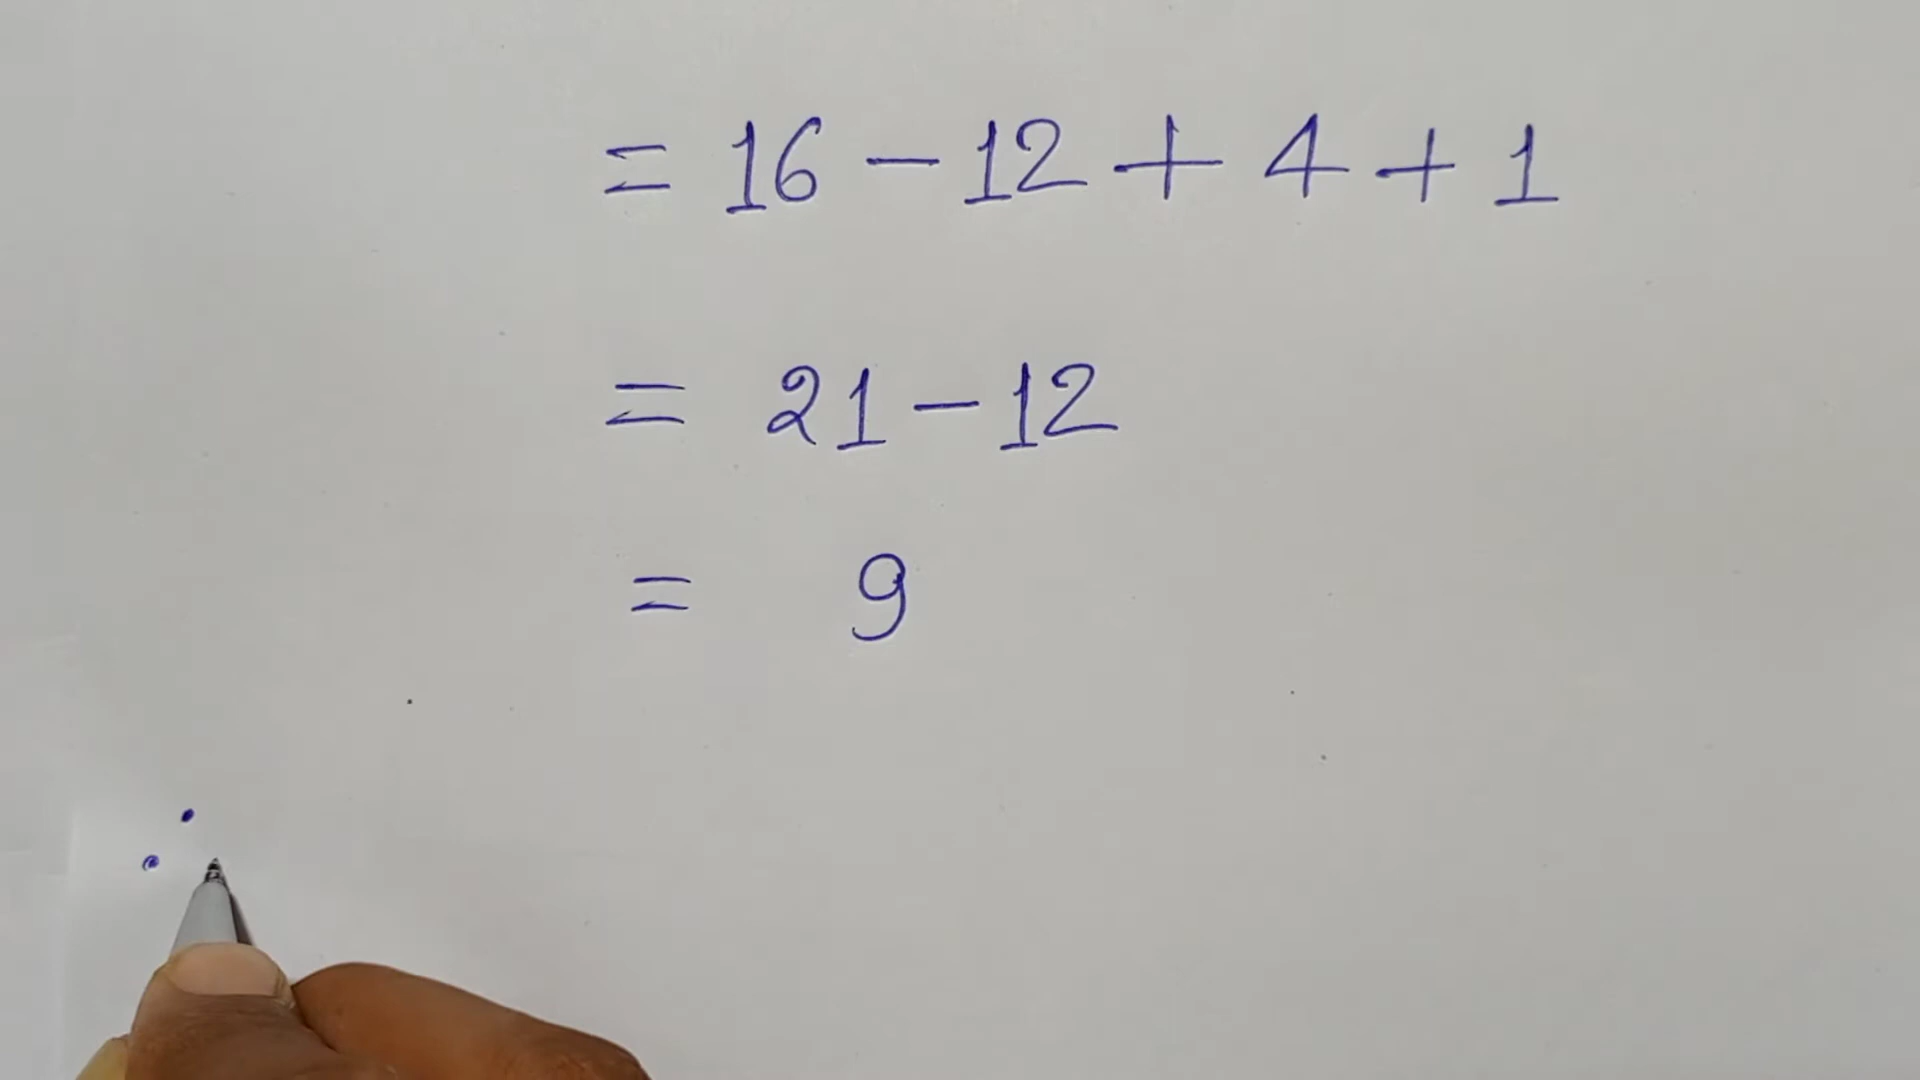 = 16 − 12 + 4 + 1
= 21 − 12
= 9